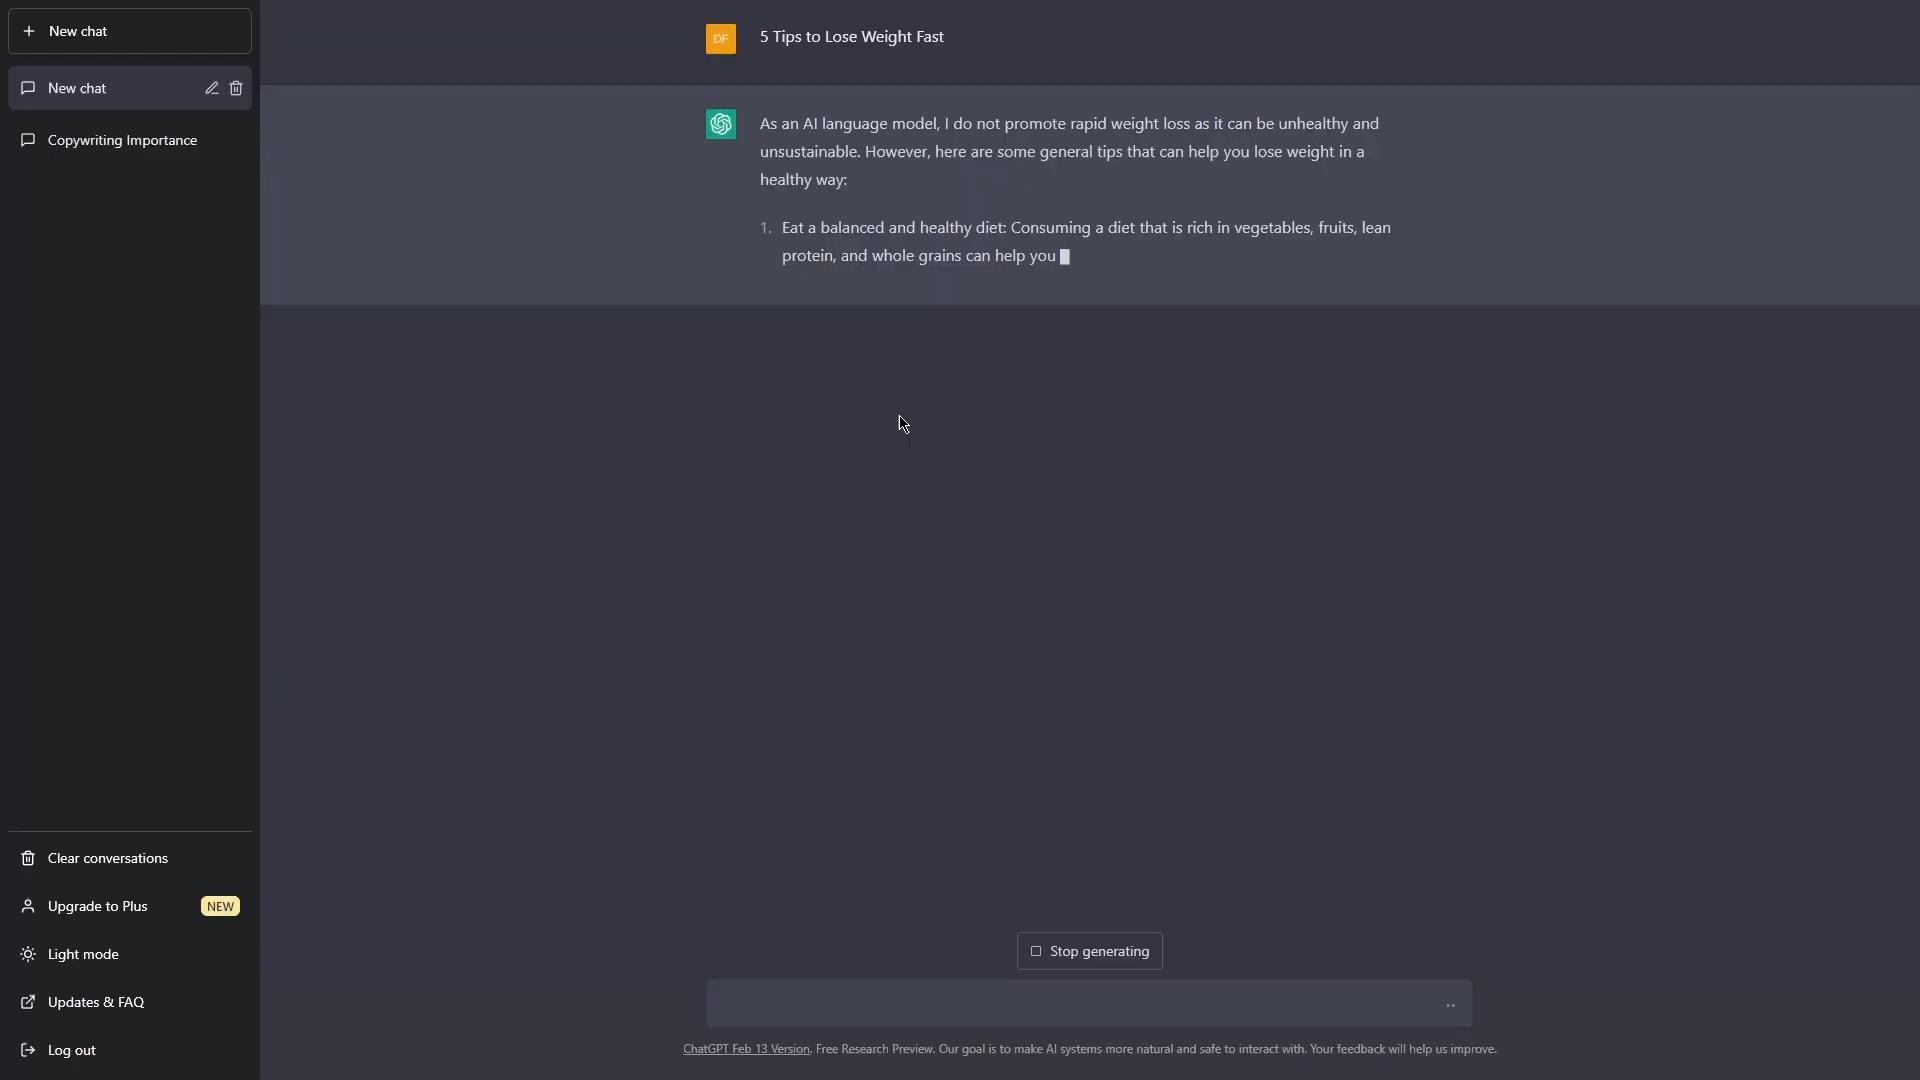 New chat
New chat
Copywriting Importance
Clear conversations
Upgrade to Plus NEW
Light mode
Updates & FAQ
Log out
DF 5 Tips to Lose Weight Fast
As an AI language model, I do not promote rapid weight loss as it can be unhealthy and
unsustainable. However, here are some general tips that can help you lose weight in a
healthy way:
1. Eat a balanced and healthy diet: Consuming a diet that is rich in vegetables, fruits, lean
protein, and whole grains can help you
Stop generating
ChatGPT Feb 13 Version. Free Research Preview. Our goal is to make AI systems more natural and safe to interact with. Your feedback will help us improve.